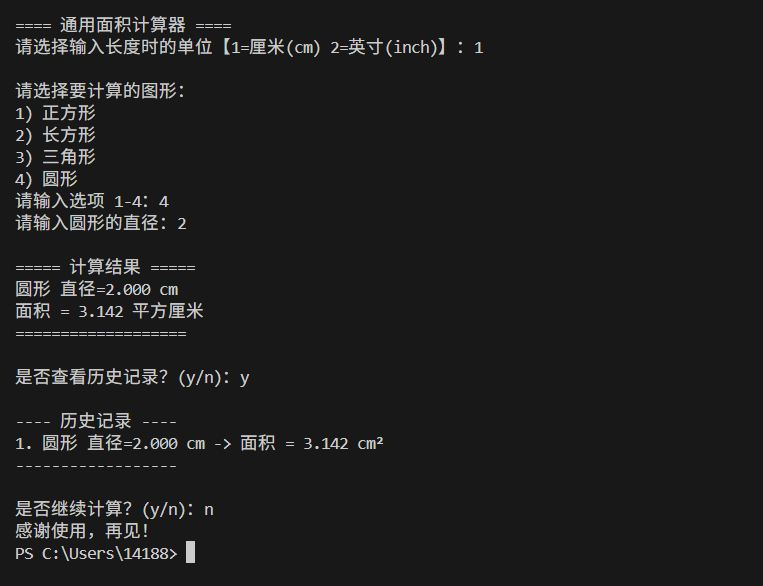 ==== 通用面积计算器 ====
请选择输入长度时的单位【1=厘米(cm) 2=英寸(inch)】：1
请选择要计算的图形：
1) 正方形
2) 长方形
3) 三角形
4) 圆形
请输入选项 1-4：4
请输入圆形的直径：2
===== 计算结果 =====
圆形 直径=2.000 cm
面积 = 3.142 平方厘米
===================
是否查看历史记录？(y/n)：y
---- 历史记录 ----
1. 圆形 直径=2.000 cm -> 面积 = 3.142 cm²
------------------
是否继续计算？(y/n)：n
感谢使用，再见！
PS C:\Users\14188>